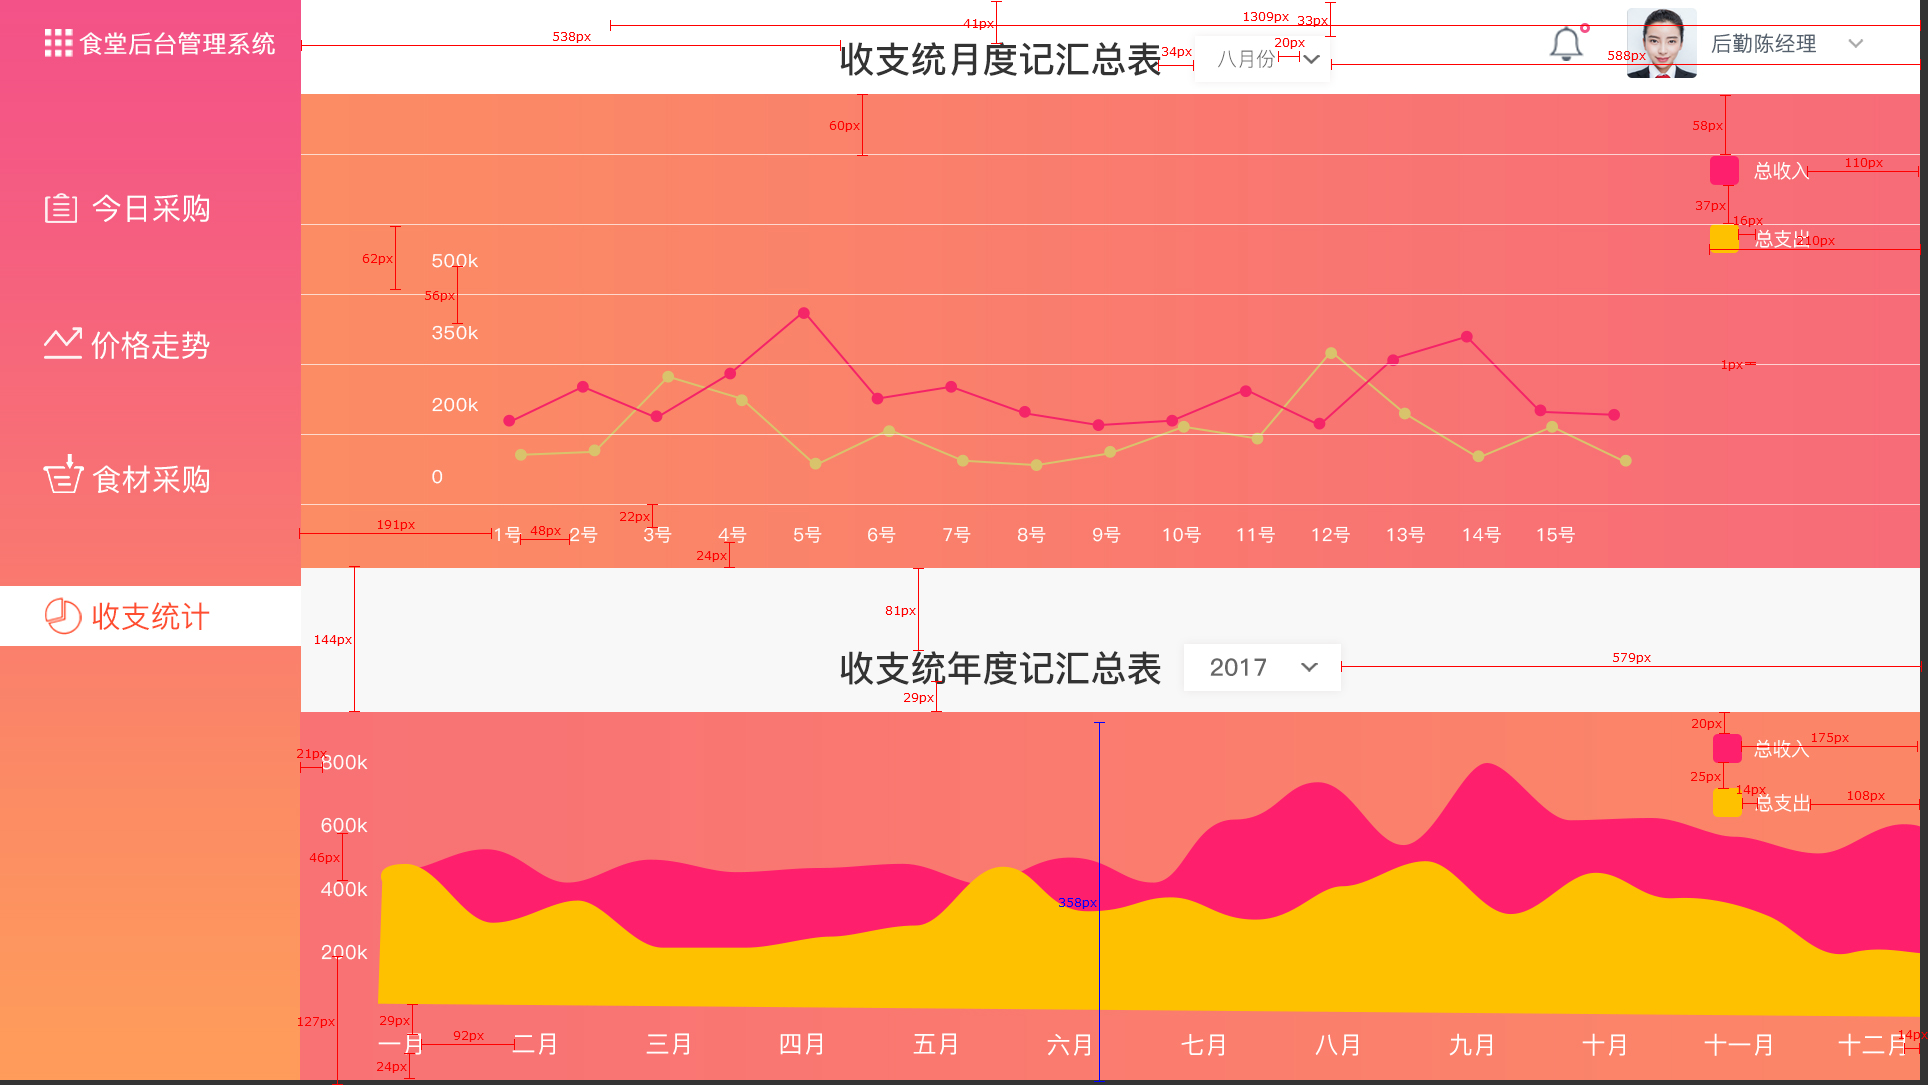 食堂后台管理系统
今日采购
价格走势
食材采购
收支统计
538px
41px
1309px
33px
收支统月度记汇总表
34px
八月份
20px
588px
后勤陈经理
60px
58px
总收入
110px
37px
16px
总支出
210px
62px
500k
56px
350k
1px
200k
0
191px
48px
22px
24px
1号 2号 3号 4号 5号 6号 7号 8号 9号 10号 11号 12号 13号 14号 15号
144px
81px
收支统年度记汇总表
2017
579px
29px
20px
总收入
175px
25px
14px
总支出
108px
21px
800k
600k
46px
400k
358px
200k
127px
29px
92px
24px
14px
一月 二月 三月 四月 五月 六月 七月 八月 九月 十月 十一月 十二月